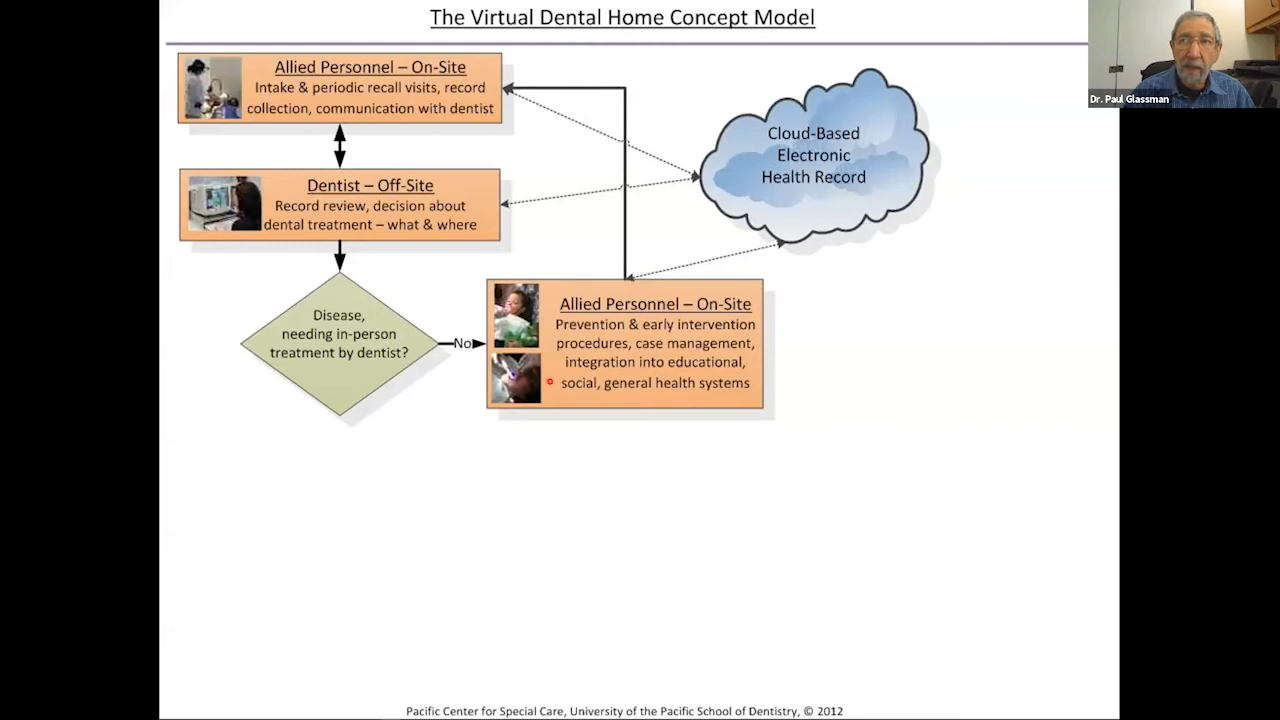 The Virtual Dental Home Concept Model
Dr. Paul Glassman
Allied Personnel – On-Site
Intake & periodic recall visits, record
collection, communication with dentist
Cloud-Based
Electronic
Health Record
Dentist – Off-Site
Record review, decision about
dental treatment – what & where
Disease,
needing in-person
treatment by dentist?
No
Allied Personnel – On-Site
Prevention & early intervention
procedures, case management,
integration into educational,
social, general health systems
Pacific Center for Special Care, University of the Pacific School of Dentistry, © 2012